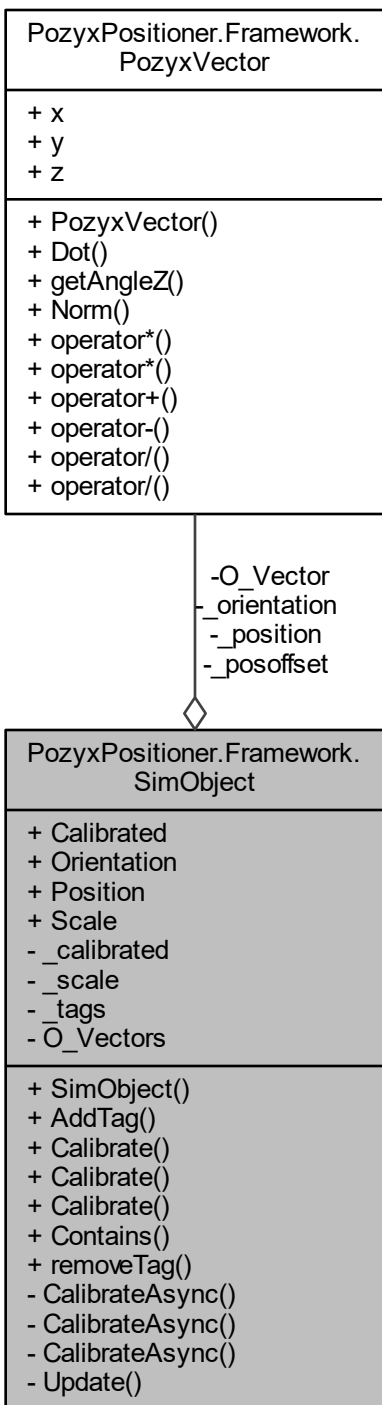 PozyxPositioner.Framework.
PozyxVector
+ x
+ y
+ z
+ PozyxVector()
+ Dot()
+ getAngleZ()
+ Norm()
+ operator*()
+ operator*()
+ operator+()
+ operator-()
+ operator/()
+ operator/()
-O_Vector
-_orientation
-_position
-_posoffset
PozyxPositioner.Framework.
SimObject
+ Calibrated
+ Orientation
+ Position
+ Scale
- _calibrated
- _scale
- _tags
- O_Vectors
+ SimObject()
+ AddTag()
+ Calibrate()
+ Calibrate()
+ Calibrate()
+ Contains()
+ removeTag()
- CalibrateAsync()
- CalibrateAsync()
- CalibrateAsync()
- Update()